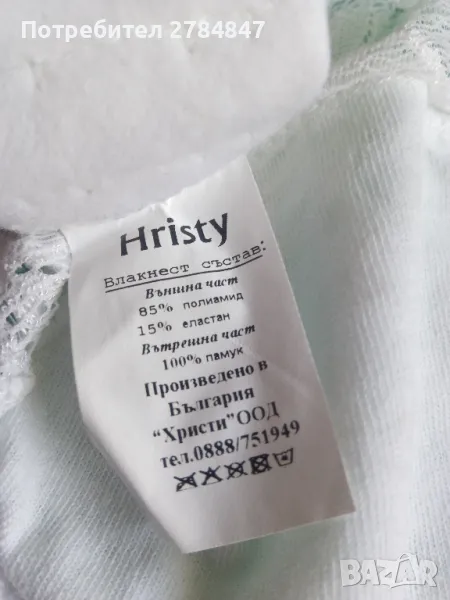 Потребител 2784847
Hristy
Влакнест състав:
Външна част
85% полиамид
15% еластан
Вътрешна част
100% памук
Произведено в
България
“Христи”ООД
тел.0888/751949
BAZAR